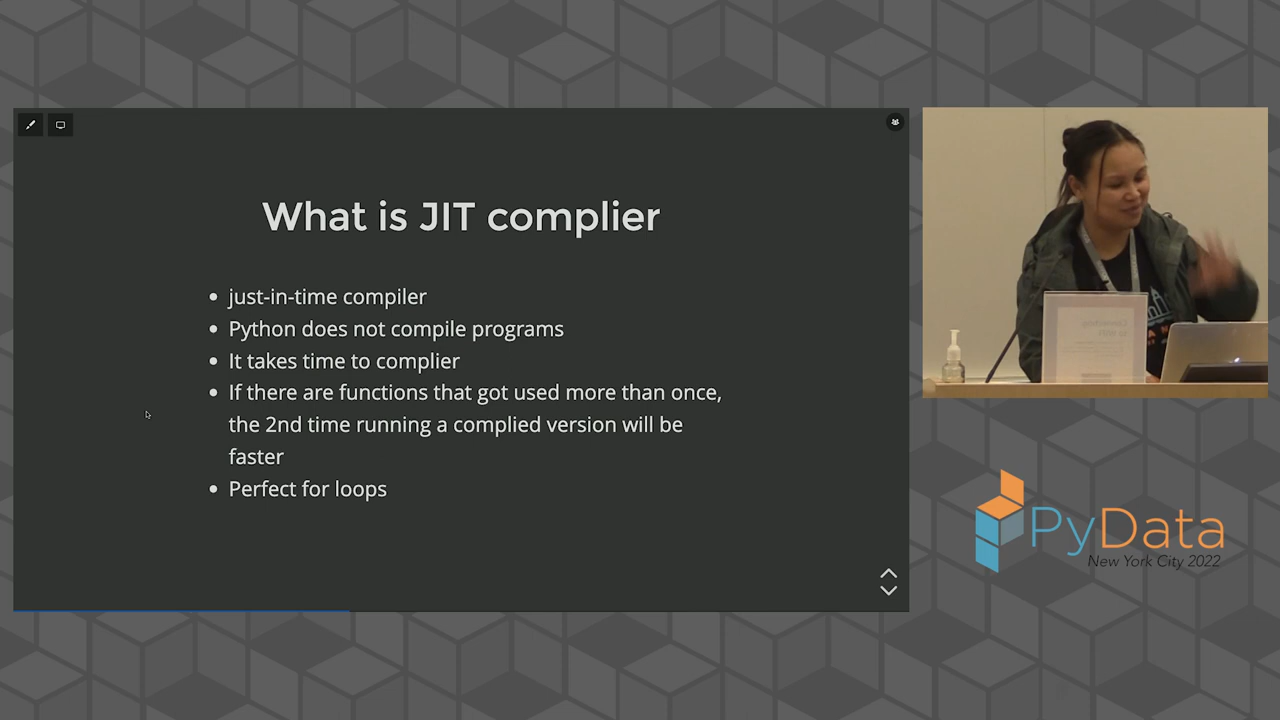 What is JIT complier
just-in-time compiler
Python does not compile programs
It takes time to complier
If there are functions that got used more than once,
the 2nd time running a complied version will be
faster
Perfect for loops
PyData
New York City 2022